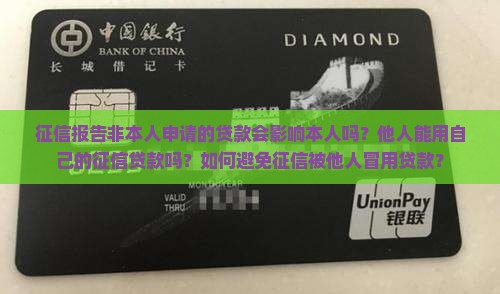 中国银行
BANK OF CHINA
长城借记卡
DIAMOND
征信报告非本人申请的贷款会影响本人吗？他人能用自
己的征信贷款吗？如何避免征信被他人冒用贷款？
MONTH/YEAR
VALID
THRU
UnionPay
银联